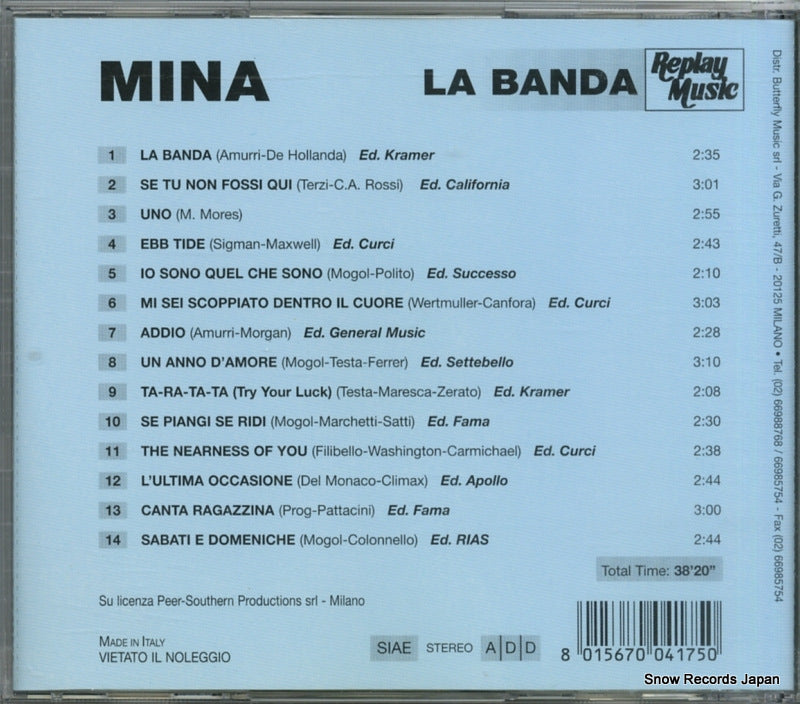 MINA LA BANDA Replay Music
1 LA BANDA (Amurri-De Hollanda) Ed. Kramer 2:35
2 SE TU NON FOSSI QUI (Terzi-C.A. Rossi) Ed. California 3:01
3 UNO (M. Mores) 2:55
4 EBB TIDE (Sigman-Maxwell) Ed. Curci 2:43
5 IO SONO QUEL CHE SONO (Mogol-Polito) Ed. Successo 2:10
6 MI SEI SCOPPIATO DENTRO IL CUORE (Wertmuller-Canfora) Ed. Curci 3:03
7 ADDIO (Amurri-Morgan) Ed. General Music 2:28
8 UN ANNO D'AMORE (Mogol-Testa-Ferrer) Ed. Settebello 3:10
9 TA-RA-TA-TA (Try Your Luck) (Testa-Maresca-Zerato) Ed. Kramer 2:08
10 SE PIANGI SE RIDI (Mogol-Marchetti-Satti) Ed. Fama 2:30
11 THE NEARNESS OF YOU (Filibello-Washington-Carmichael) Ed. Curci 2:38
12 L'ULTIMA OCCASIONE (Del Monaco-Climax) Ed. Apollo 2:44
13 CANTA RAGAZZINA (Prog-Pattacini) Ed. Fama 3:00
14 SABATI E DOMENICHE (Mogol-Colonnello) Ed. RIAS 2:44
Total Time: 38'20"
Su licenza Peer-Southern Productions srl - Milano
MADE IN ITALY
VIETATO IL NOLEGGIO
SIAE STEREO A D D
8 015670 041750
Distr. Butterfly Music srl - Via G. Zuretti, 47/B - 20125 MILANO • Tel. (02) 66988768 / 66985754 - Fax (02) 66985754
Snow Records Japan